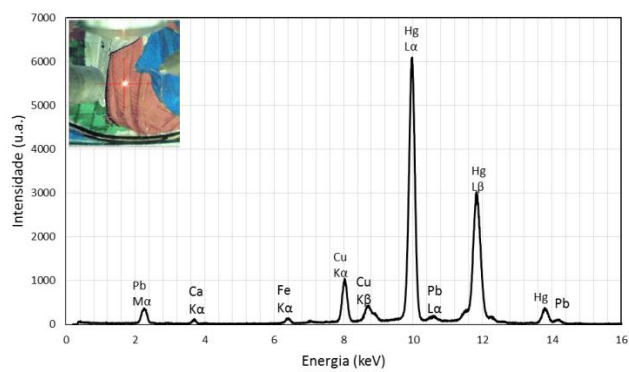 7000
6000
5000
4000
3000
2000
1000
0
Intensidade (u.a.)
Hg
Lα
Hg
Lβ
Pb
Mα
Ca
Kα
Fe
Kα
Cu
Kα
Cu
Kβ
Pb
Lα
Hg
Pb
0 2 4 6 8 10 12 14 16
Energia (keV)